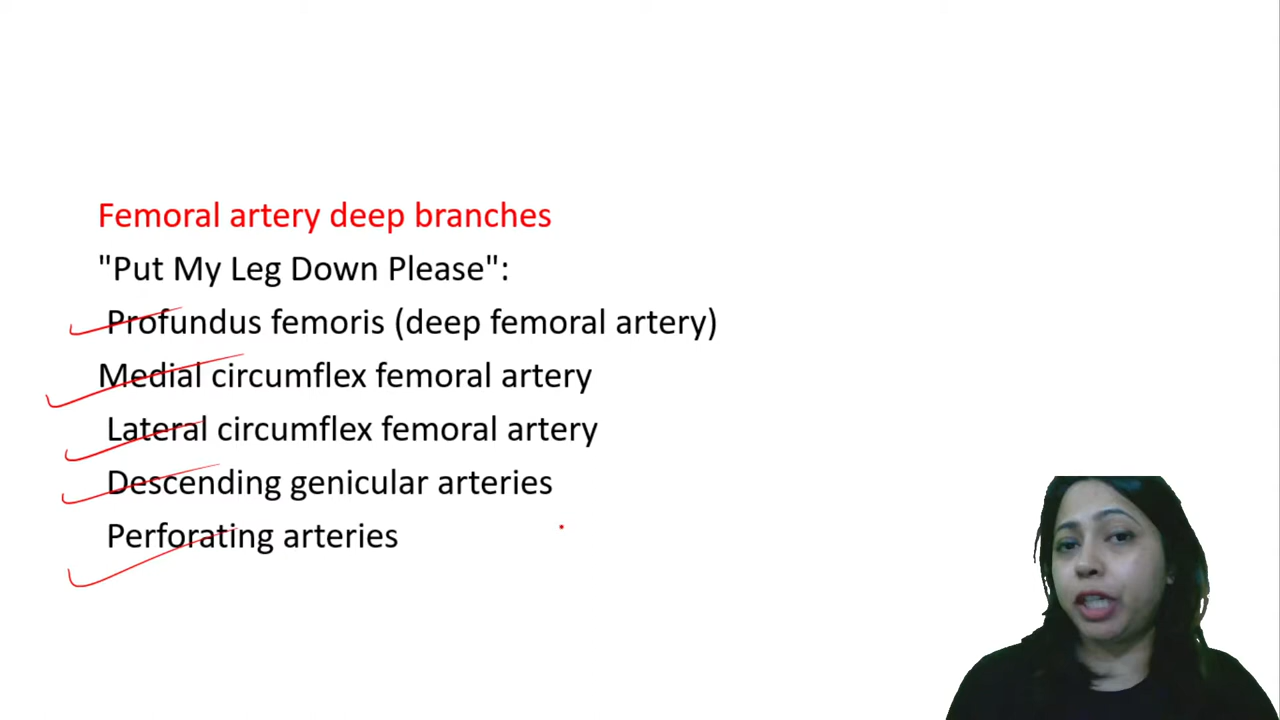 Femoral artery deep branches
"Put My Leg Down Please":
Profundus femoris (deep femoral artery)
Medial circumflex femoral artery
Lateral circumflex femoral artery
Descending genicular arteries
Perforating arteries